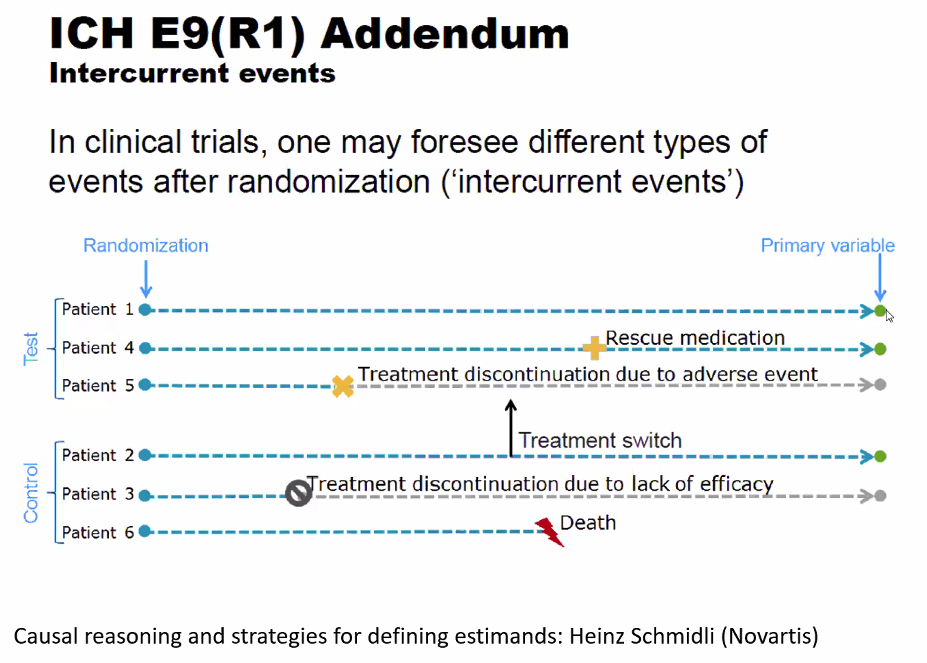 ICH E9(R1) Addendum
Intercurrent events
In clinical trials, one may foresee different types of
events after randomization (‘intercurrent events’)
Randomization
Primary variable
Test
Patient 1
Patient 4
Rescue medication
Patient 5
Treatment discontinuation due to adverse event
Treatment switch
Control
Patient 2
Patient 3
Treatment discontinuation due to lack of efficacy
Patient 6
Death
Causal reasoning and strategies for defining estimands: Heinz Schmidli (Novartis)